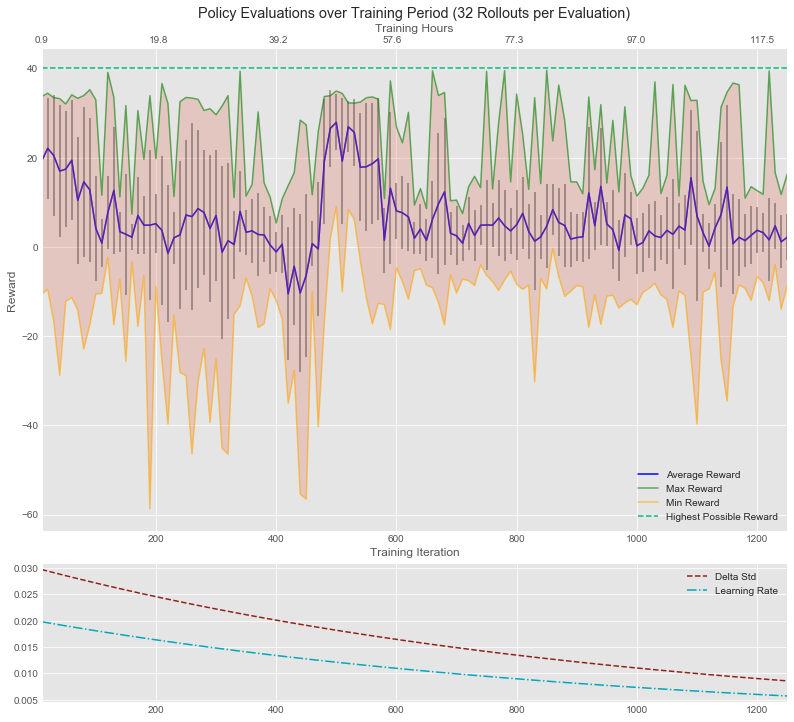 Policy Evaluations over Training Period (32 Rollouts per Evaluation)
Training Hours
0.9 19.8 39.2 57.6 77.3 97.0 117.5
40
20
0
−20
−40
−60
Reward
Average Reward
Max Reward
Min Reward
Highest Possible Reward
200 400 600 800 1000 1200
Training Iteration
0.030
0.025
0.020
0.015
0.010
0.005
Delta Std
Learning Rate
200 400 600 800 1000 1200